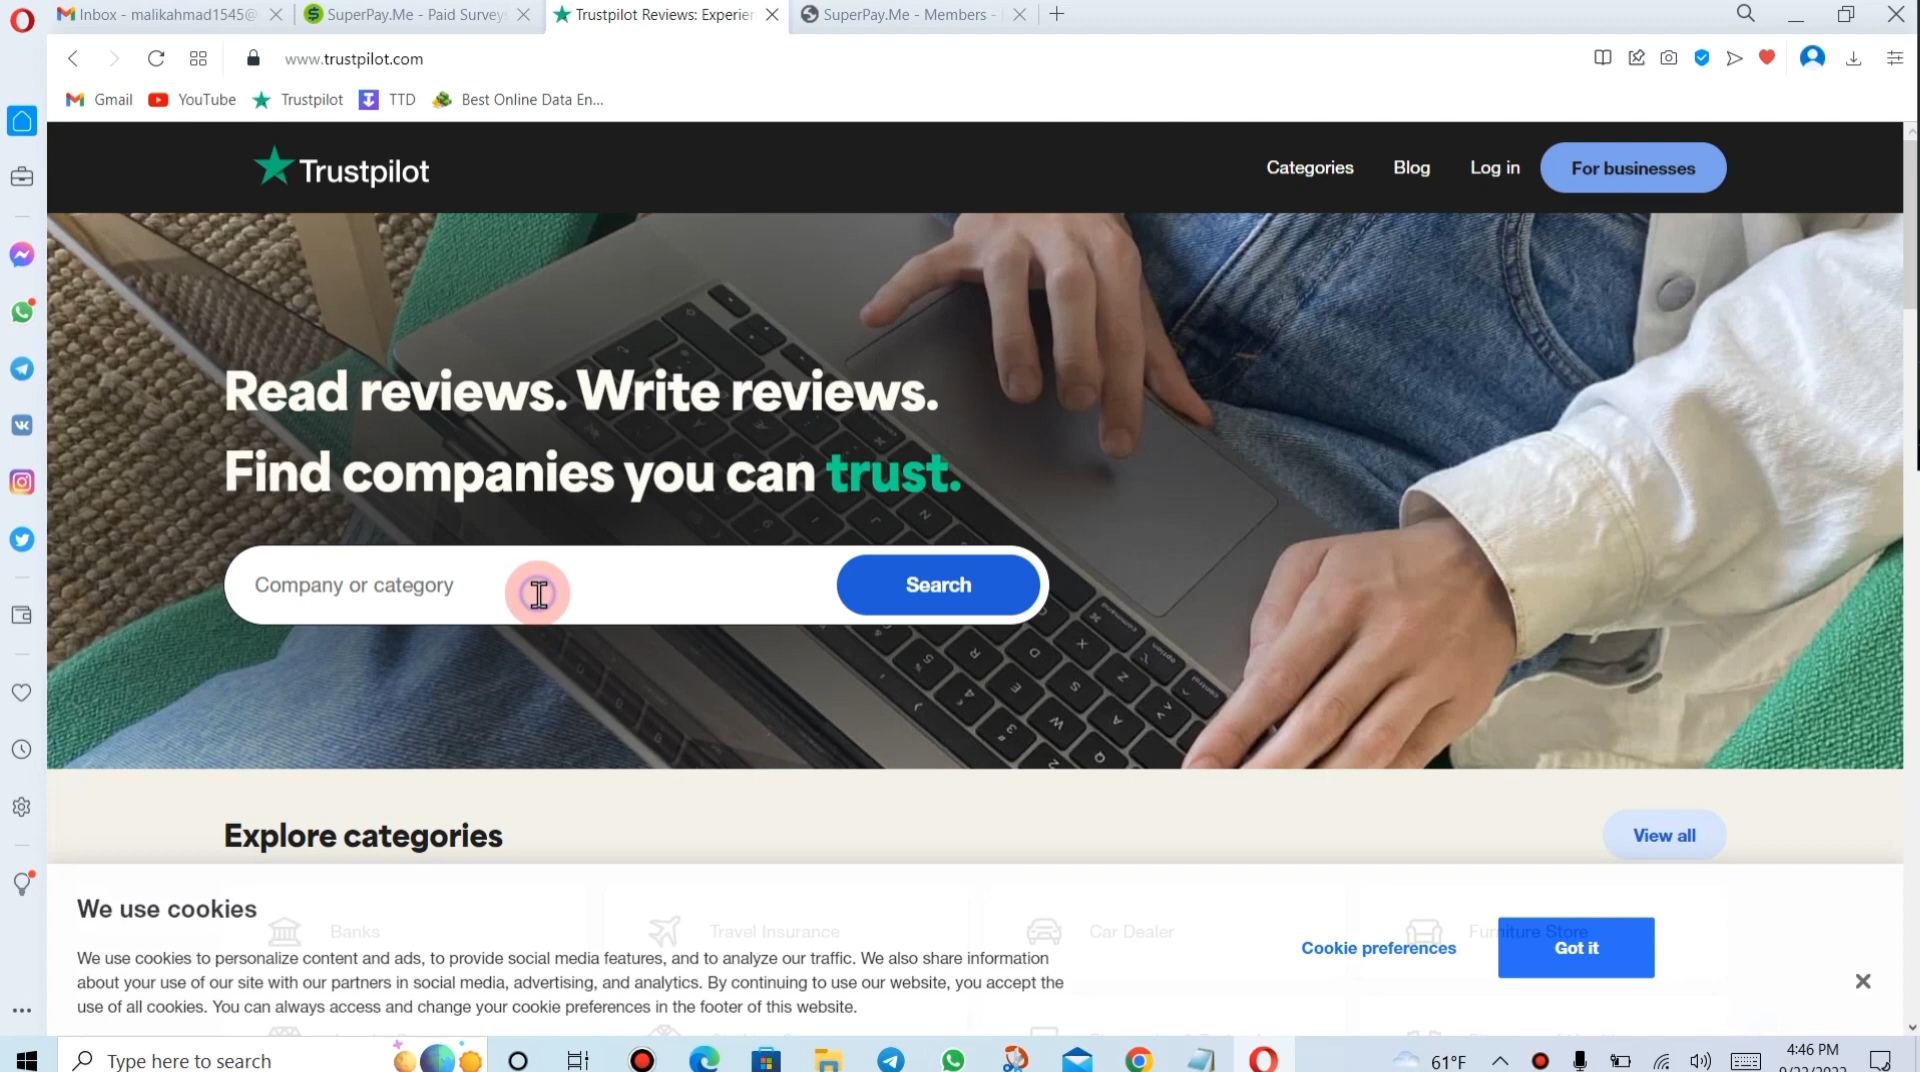 Inbox - malikahmad1545@
SuperPay.Me - Paid Surveys
Trustpilot Reviews: Experien
SuperPay.Me - Members -
www.trustpilot.com
Gmail
YouTube
Trustpilot
TTD
Best Online Data En...
Trustpilot
Categories
Blog
Log in
For businesses
Read reviews. Write reviews.
Find companies you can trust.
Company or category
Search
Explore categories
View all
We use cookies
Banks
Travel Insurance
Car Dealer
Furniture Store
We use cookies to personalize content and ads, to provide social media features, and to analyze our traffic. We also share information
about your use of our site with our partners in social media, advertising, and analytics. By continuing to use our website, you accept the
use of all cookies. You can always access and change your cookie preferences in the footer of this website.
Cookie preferences
Got it
Type here to search
61°F
4:46 PM